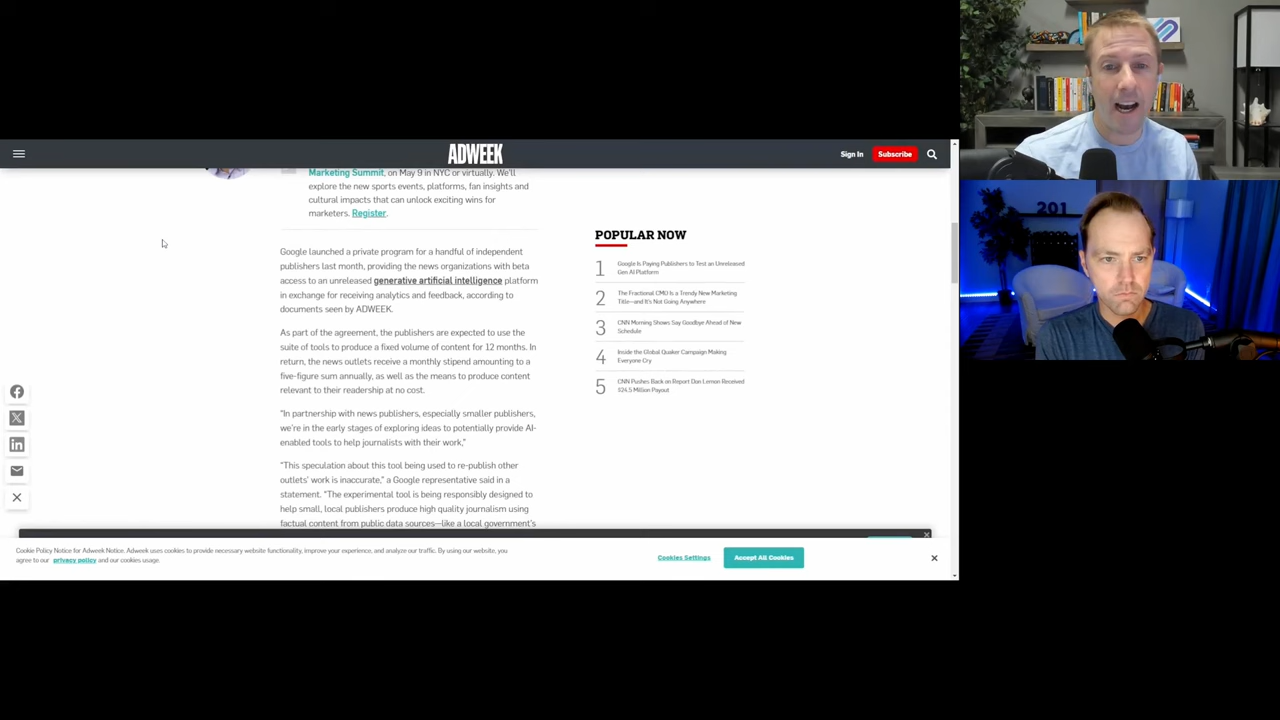 ADWEEK
Sign In
Subscribe
Marketing Summit, on May 9 in NYC or virtually. We'll
explore the new sports events, platforms, fan insights and
cultural impacts that can unlock exciting wins for
marketers. Register.
Google launched a private program for a handful of independent
publishers last month, providing the news organizations with beta
access to an unreleased generative artificial intelligence platform
in exchange for receiving analytics and feedback, according to
documents seen by ADWEEK.
As part of the agreement, the publishers are expected to use the
suite of tools to produce a fixed volume of content for 12 months. In
return, the news outlets receive a monthly stipend amounting to a
five-figure sum annually, as well as the means to produce content
relevant to their readership at no cost.
"In partnership with news publishers, especially smaller publishers,
we're in the early stages of exploring ideas to potentially provide AI-
enabled tools to help journalists with their work,"
"This speculation about this tool being used to re-publish other
outlets' work is inaccurate," a Google representative said in a
statement. "The experimental tool is being responsibly designed to
help small, local publishers produce high quality journalism using
factual content from public data sources—like a local government's
POPULAR NOW
1 Google Is Paying Publishers to Test an Unreleased
Gen AI Platform
2 The Fractional CMO Is a Trendy New Marketing
Title—and It's Not Going Anywhere
3 CNN Morning Shows Say Goodbye Ahead of New
Schedule
4 Inside the Global Quaker Campaign Making
Everyone Cry
5 CNN Pushes Back on Report Don Lemon Received
$24.5 Million Payout
Cookie Policy Notice for Adweek Notice. Adweek uses cookies to provide necessary website functionality, improve your experience, and analyze our traffic. By using our website, you
agree to our privacy policy and our cookies usage.
Cookies Settings
Accept All Cookies
201